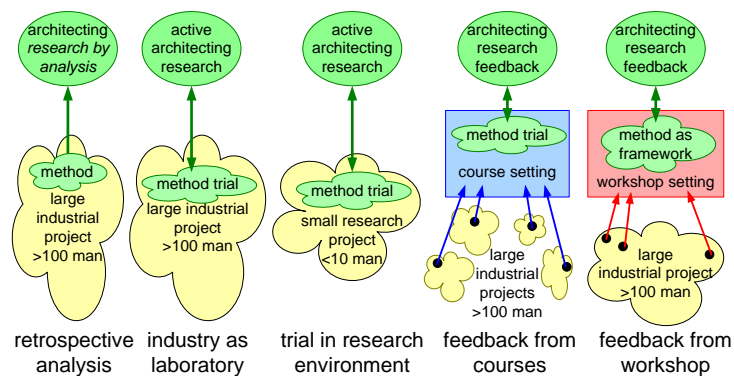 architecting
research by
analysis
method
large
industrial
project
>100 man
retrospective
analysis
active
architecting
research
method trial
large industrial
project
>100 man
industry as
laboratory
active
architecting
research
method trial
small research
project
<10 man
trial in research
environment
architecting
research
feedback
method trial
course setting
large
industrial
projects
>100 man
feedback from
courses
architecting
research
feedback
method as
framework
workshop setting
large
industrial project
>100 man
feedback from
workshop